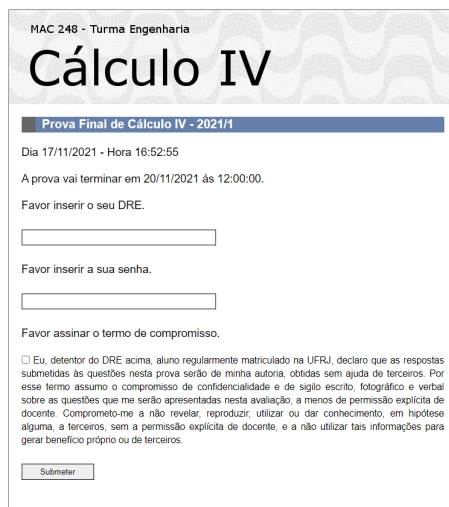 MAC 248 - Turma Engenharia
Cálculo IV
Prova Final de Cálculo IV - 2021/1
Dia 17/11/2021 - Hora 16:52:55
A prova vai terminar em 20/11/2021 às 12:00:00.
Favor inserir o seu DRE.
Favor inserir a sua senha.
Favor assinar o termo de compromisso.
Eu, detentor do DRE acima, aluno regularmente matriculado na UFRJ, declaro que as respostas
submetidas às questões nesta prova serão de minha autoria, obtidas sem ajuda de terceiros. Por
esse termo assumo o compromisso de confidencialidade e de sigilo escrito, fotográfico e verbal
sobre as questões que me serão apresentadas nesta avaliação, a menos de permissão explícita de
docente. Comprometo-me a não revelar, reproduzir, utilizar ou dar conhecimento, em hipótese
alguma, a terceiros, sem a permissão explícita de docente, e a não utilizar tais informações para
gerar benefício próprio ou de terceiros.
Submeter